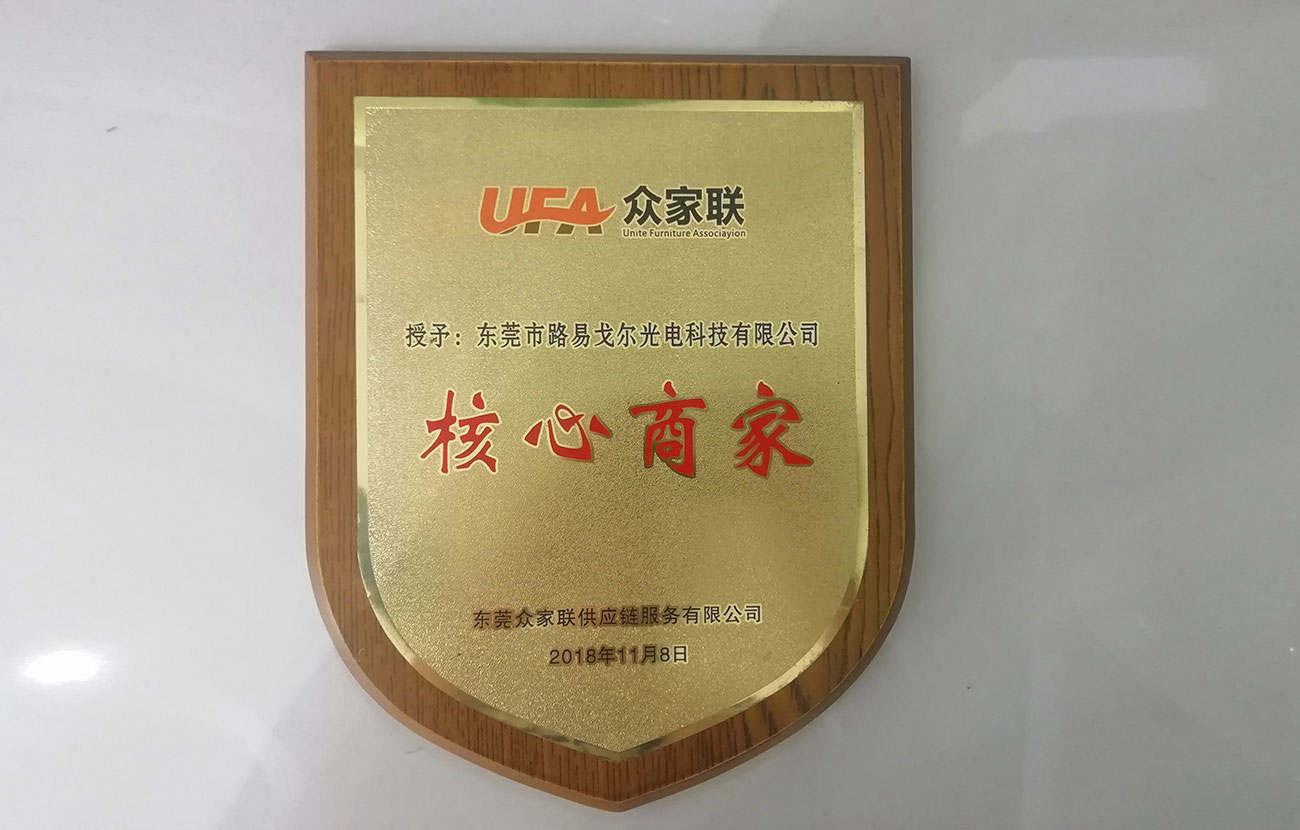 UFA 众家联
Unite Furniture Associayion
授予：东莞市路易戈尔光电科技有限公司
核心商家
东莞众家联供应链服务有限公司
2018年11月8日